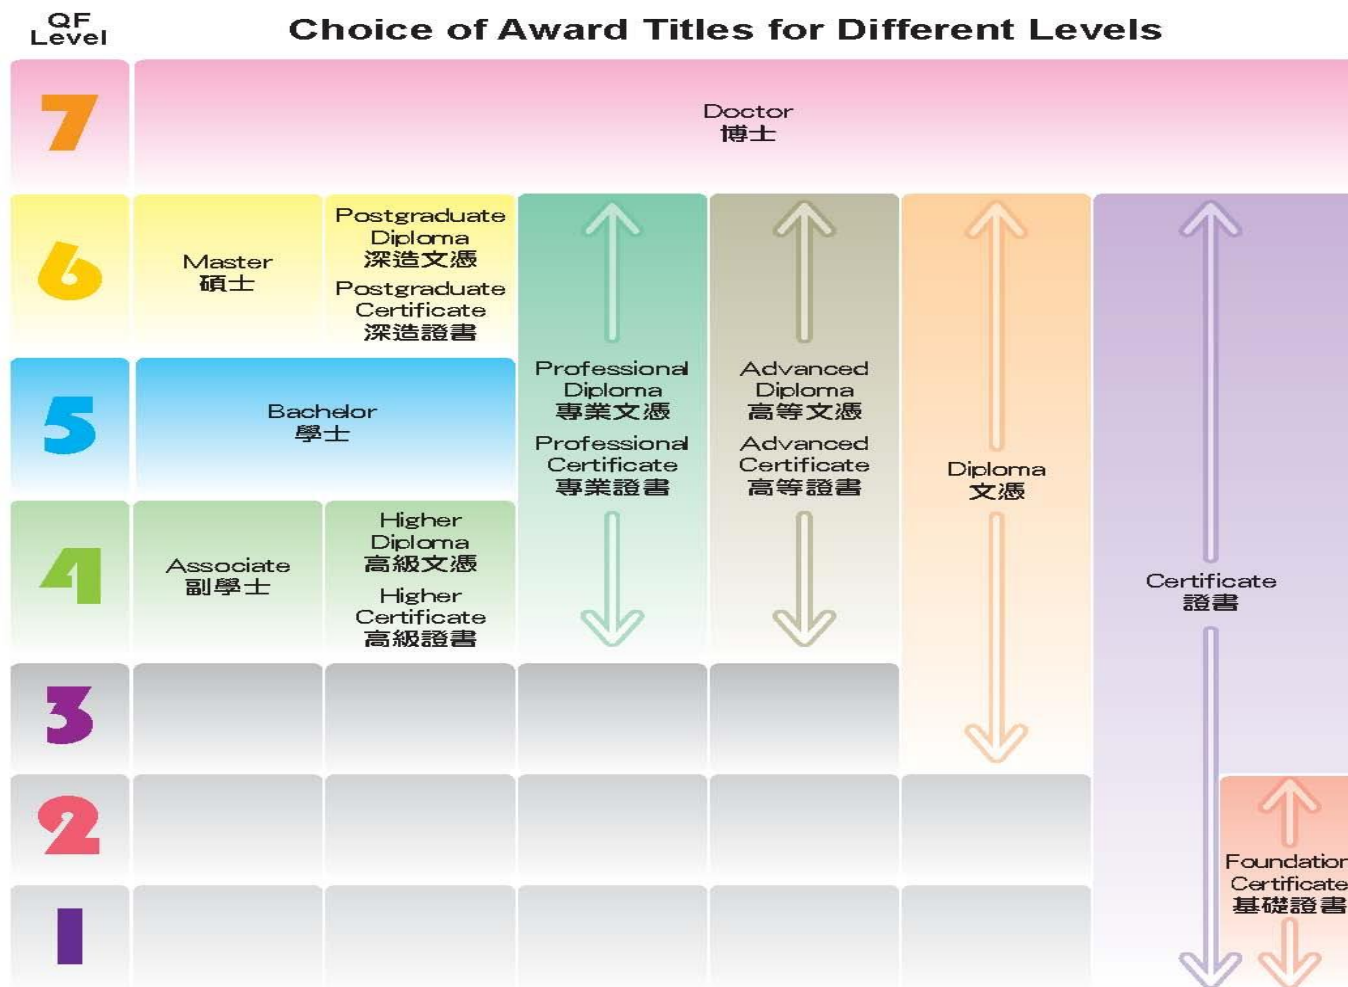 QF
Level
Choice of Award Titles for Different Levels
7
Doctor
博士
6
Master
碩士
Postgraduate
Diploma
深造文憑
Postgraduate
Certificate
深造證書
5
Bachelor
學士
Professional
Diploma
專業文憑
Professional
Certificate
專業證書
Advanced
Diploma
高等文憑
Advanced
Certificate
高等證書
Diploma
文憑
4
Associate
副學士
Higher
Diploma
高級文憑
Higher
Certificate
高級證書
Certificate
證書
3
2
Foundation
Certificate
基礎證書
1